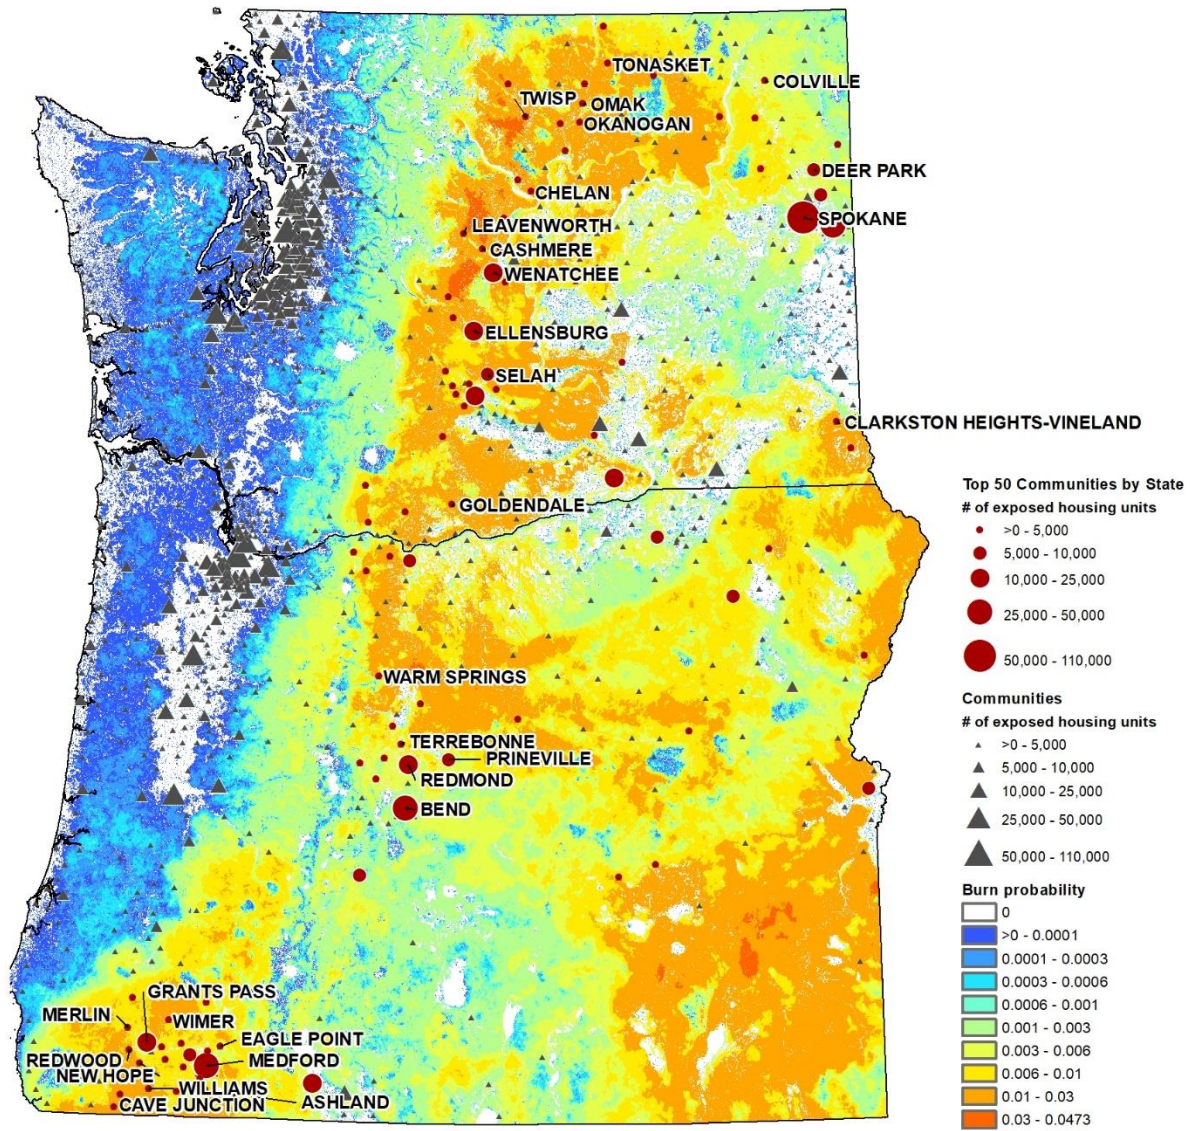 TONASKET
COLVILLE
TWISP
OMAK
OKANOGAN
DEER PARK
CHELAN
SPOKANE
LEAVENWORTH
CASHMERE
WENATCHEE
ELLENSBURG
SELAH
CLARKSTON HEIGHTS-VINELAND
GOLDENDALE
WARM SPRINGS
TERREBONNE
PRINEVILLE
REDMOND
BEND
GRANTS PASS
MERLIN
WIMER
EAGLE POINT
REDWOOD
MEDFORD
NEW HOPE
WILLIAMS
CAVE JUNCTION
ASHLAND
Top 50 Communities by State
# of exposed housing units
>0 - 5,000
5,000 - 10,000
10,000 - 25,000
25,000 - 50,000
50,000 - 110,000
Communities
# of exposed housing units
>0 - 5,000
5,000 - 10,000
10,000 - 25,000
25,000 - 50,000
50,000 - 110,000
Burn probability
0
>0 - 0.0001
0.0001 - 0.0003
0.0003 - 0.0006
0.0006 - 0.001
0.001 - 0.003
0.003 - 0.006
0.006 - 0.01
0.01 - 0.03
0.03 - 0.0473